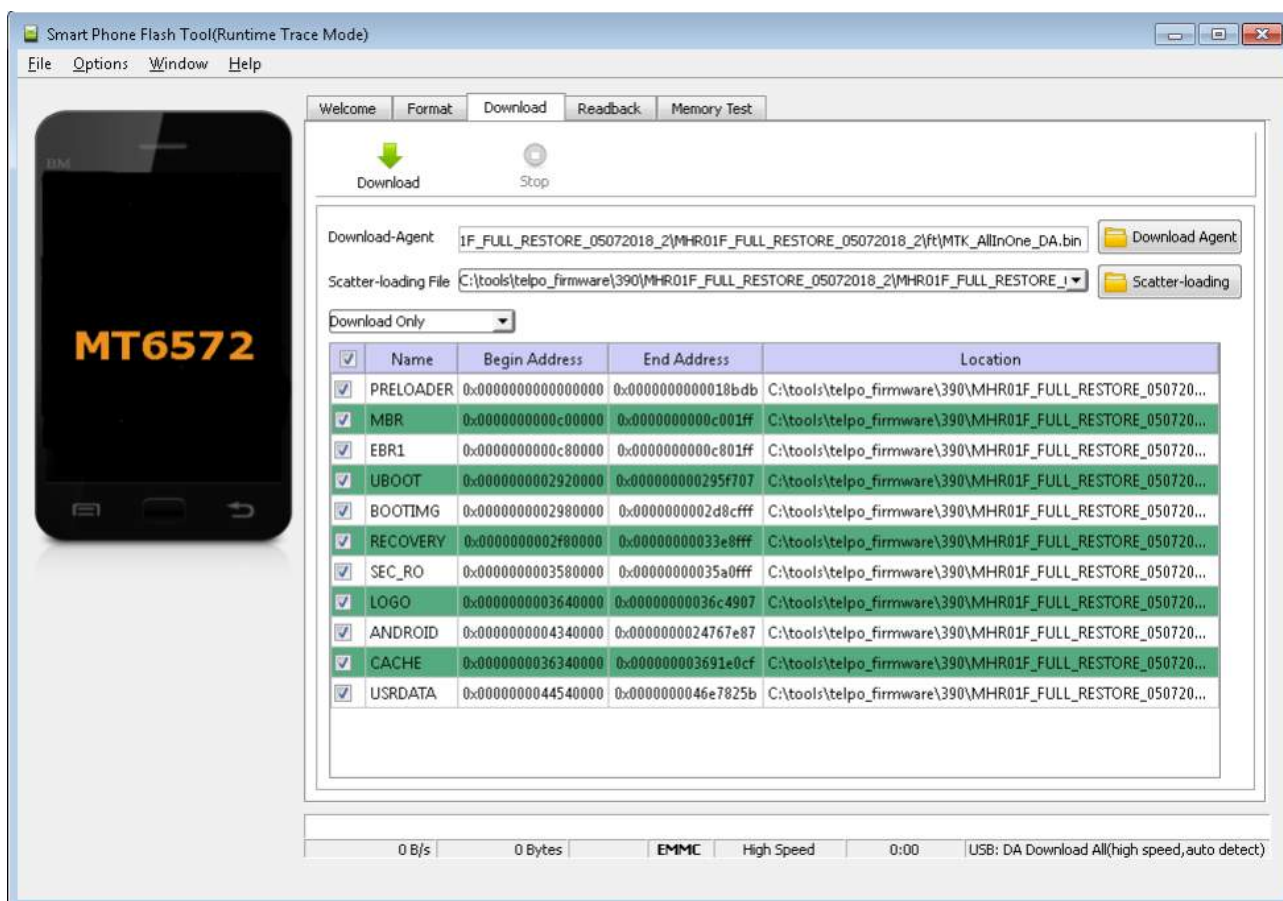 Smart Phone Flash Tool(Runtime Trace Mode)
File Options Window Help
Welcome Format Download Readback Memory Test
BM
Download Stop
Download-Agent 1F_FULL_RESTORE_05072018_2\MHR01F_FULL_RESTORE_05072018_2\ft\MTK_AllInOne_DA.bin Download Agent
Scatter-loading File C:\tools\telpo_firmware\390\MHR01F_FULL_RESTORE_05072018_2\MHR01F_FULL_RESTORE_ Scatter-loading
Download Only
MT6572
Name Begin Address End Address Location
PRELOADER 0x0000000000000000 0x0000000000018bdb C:\tools\telpo_firmware\390\MHR01F_FULL_RESTORE_050720...
MBR 0x0000000000c00000 0x0000000000c001ff C:\tools\telpo_firmware\390\MHR01F_FULL_RESTORE_050720...
EBR1 0x0000000000c80000 0x0000000000c801ff C:\tools\telpo_firmware\390\MHR01F_FULL_RESTORE_050720...
UBOOT 0x0000000002920000 0x000000000295f707 C:\tools\telpo_firmware\390\MHR01F_FULL_RESTORE_050720...
BOOTIMG 0x0000000002980000 0x0000000002d8cfff C:\tools\telpo_firmware\390\MHR01F_FULL_RESTORE_050720...
RECOVERY 0x0000000002f80000 0x00000000033e8fff C:\tools\telpo_firmware\390\MHR01F_FULL_RESTORE_050720...
SEC_RO 0x0000000003580000 0x00000000035a0fff C:\tools\telpo_firmware\390\MHR01F_FULL_RESTORE_050720...
LOGO 0x0000000003640000 0x00000000036c4907 C:\tools\telpo_firmware\390\MHR01F_FULL_RESTORE_050720...
ANDROID 0x0000000004340000 0x0000000024767e87 C:\tools\telpo_firmware\390\MHR01F_FULL_RESTORE_050720...
CACHE 0x0000000036340000 0x000000003691e0cf C:\tools\telpo_firmware\390\MHR01F_FULL_RESTORE_050720...
USRDATA 0x0000000044540000 0x0000000046e7825b C:\tools\telpo_firmware\390\MHR01F_FULL_RESTORE_050720...
0 B/s 0 Bytes EMMC High Speed 0:00 USB: DA Download All(high speed,auto detect)